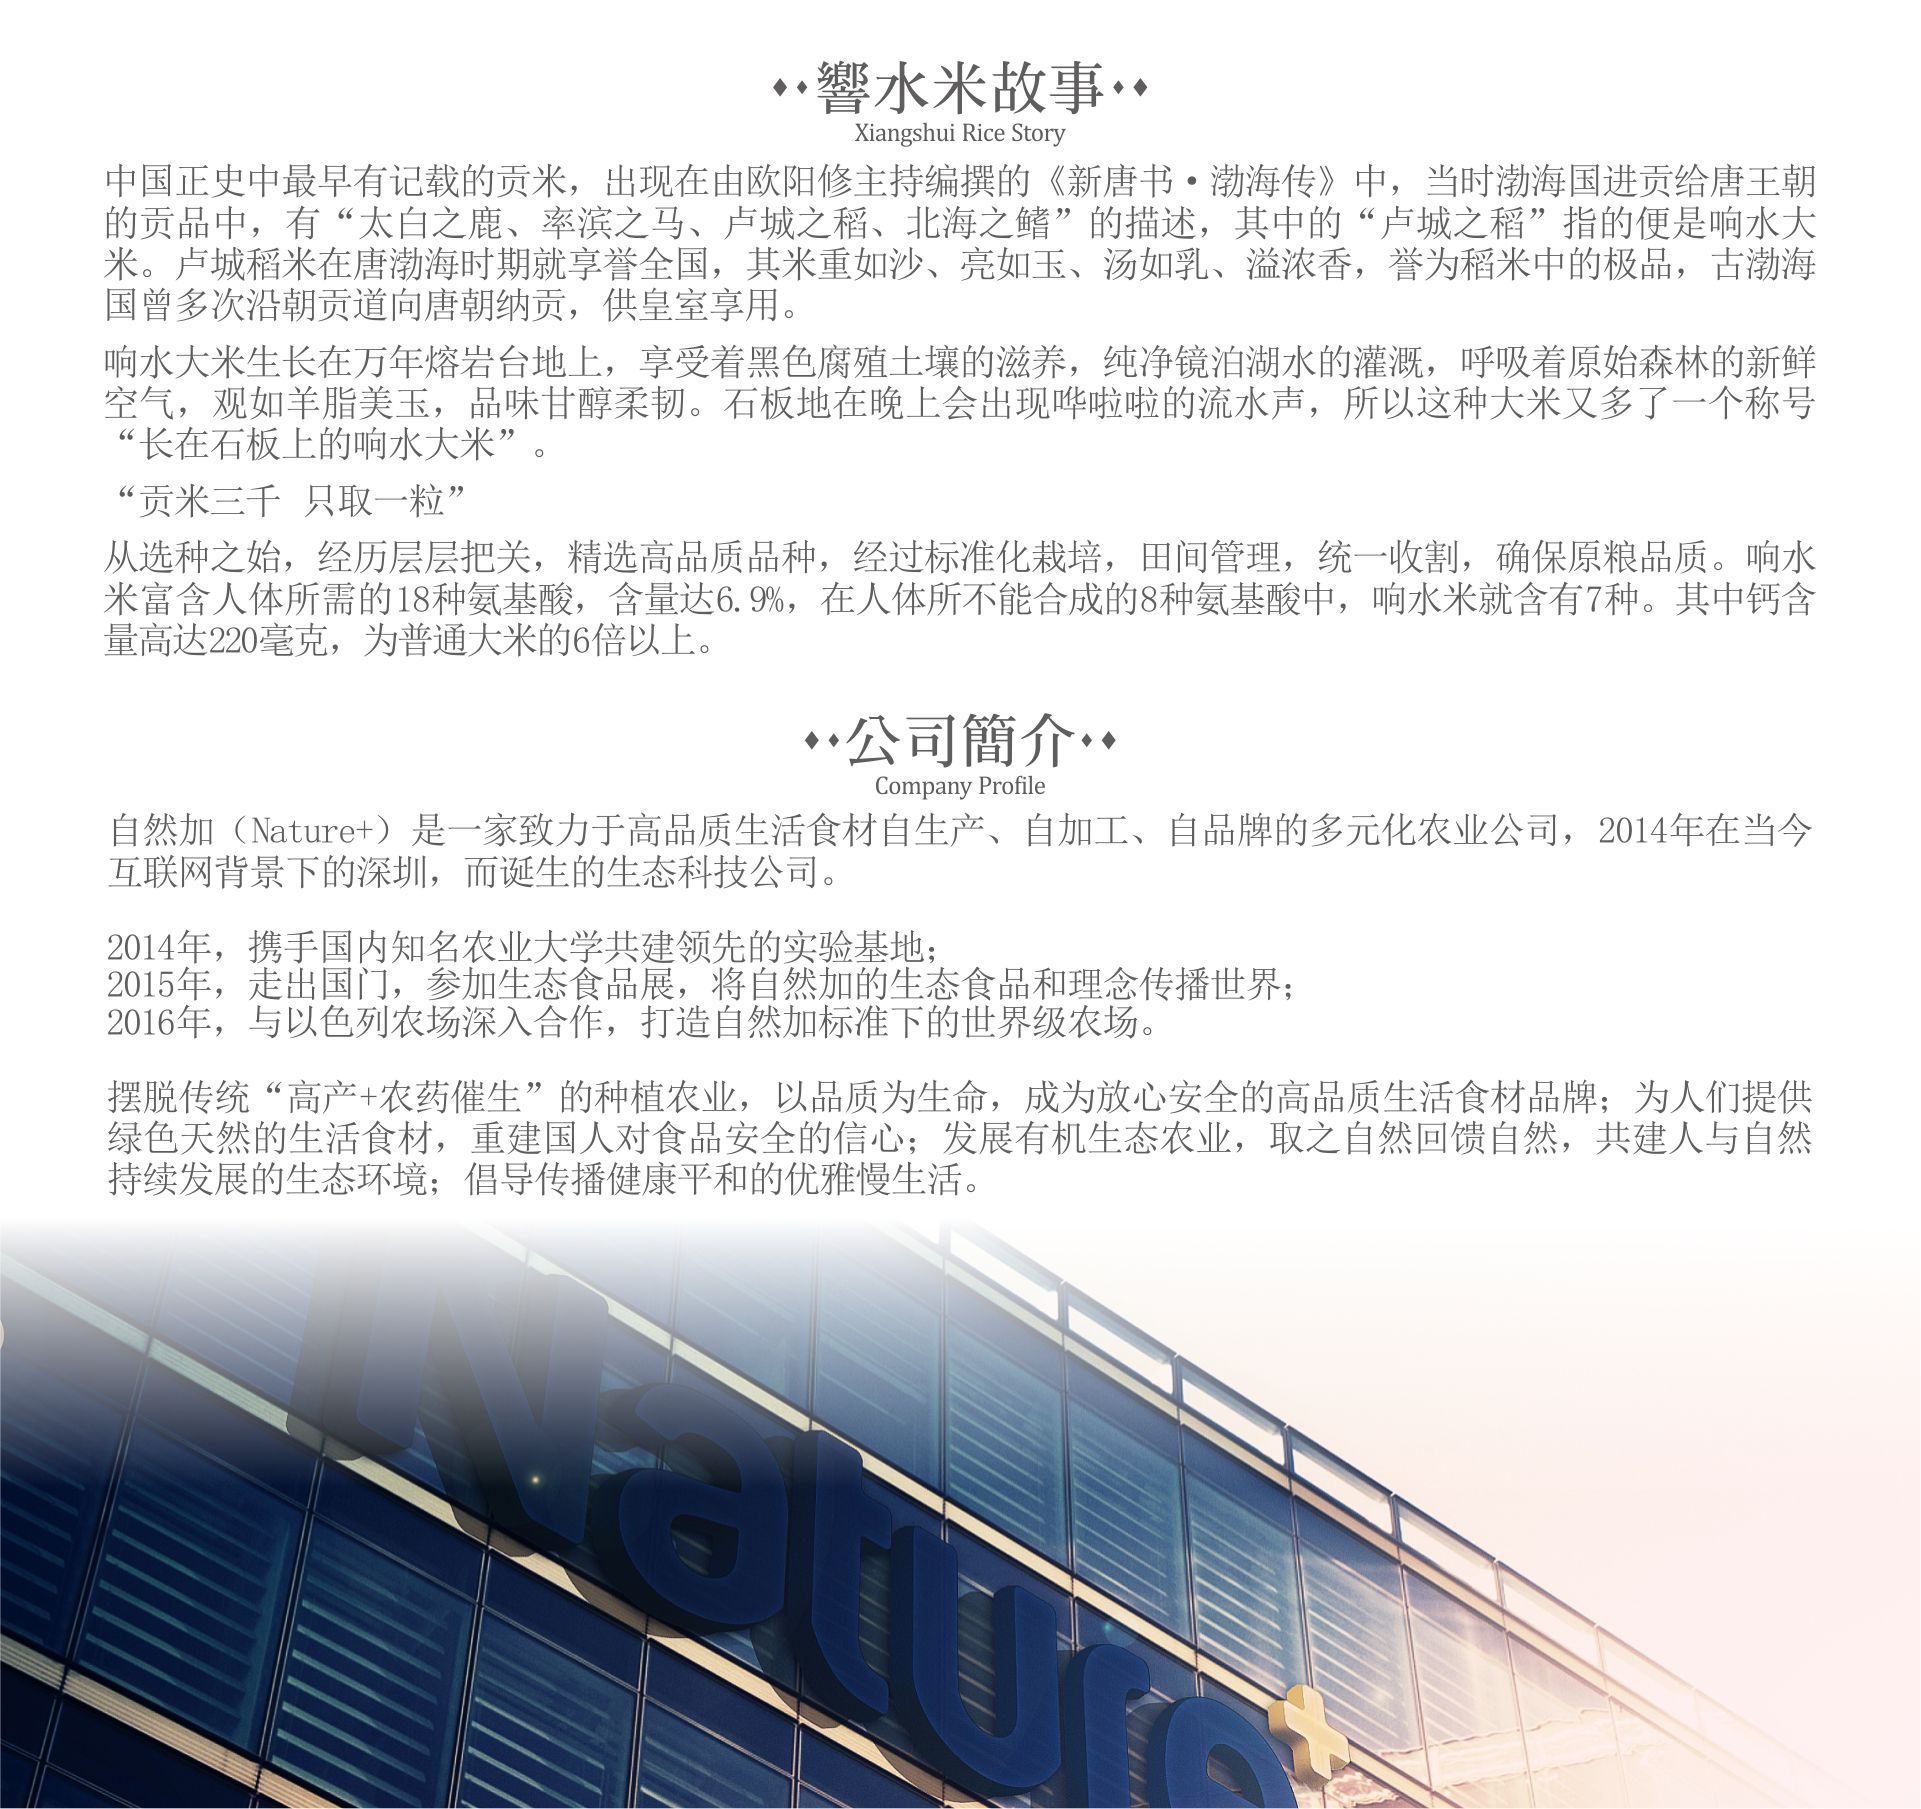 響水米故事
Xiangshui Rice Story
中国正史中最早有记载的贡米，出现在由欧阳修主持编撰的《新唐书·渤海传》中，当时渤海国进贡给唐王朝
的贡品中，有“太白之鹿、率滨之马、卢城之稻、北海之鳍”的描述，其中的“卢城之稻”指的便是响水大
米。卢城稻米在唐渤海时期就享誉全国，其米重如沙、亮如玉、汤如乳、溢浓香，誉为稻米中的极品，古渤海
国曾多次沿朝贡道向唐朝纳贡，供皇室享用。
响水大米生长在万年熔岩台地上，享受着黑色腐殖土壤的滋养，纯净镜泊湖水的灌溉，呼吸着原始森林的新鲜
空气，观如羊脂美玉，品味甘醇柔韧。石板地在晚上会出现哗啦啦的流水声，所以这种大米又多了一个称号
“长在石板上的响水大米”。
“贡米三千 只取一粒”
从选种之始，经历层层把关，精选高品质品种，经过标准化栽培，田间管理，统一收割，确保原粮品质。响水
米富含人体所需的18种氨基酸，含量达6.9%，在人体所不能合成的8种氨基酸中，响水米就含有7种。其中钙含
量高达220毫克，为普通大米的6倍以上。
公司簡介
Company Profile
自然加（Nature+）是一家致力于高品质生活食材自生产、自加工、自品牌的多元化农业公司，2014年在当今
互联网背景下的深圳，而诞生的生态科技公司。
2014年，携手国内知名农业大学共建领先的实验基地；
2015年，走出国门，参加生态食品展，将自然加的生态食品和理念传播世界；
2016年，与以色列农场深入合作，打造自然加标准下的世界级农场。
摆脱传统“高产+农药催生”的种植农业，以品质为生命，成为放心安全的高品质生活食材品牌；为人们提供
绿色天然的生活食材，重建国人对食品安全的信心；发展有机生态农业，取之自然回馈自然，共建人与自然
持续发展的生态环境；倡导传播健康平和的优雅慢生活。
Nature+